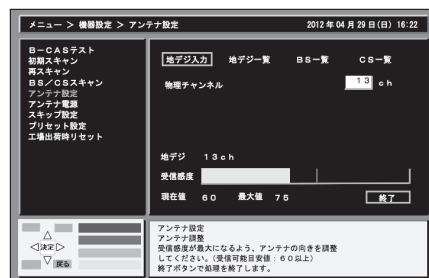 メニュー > 機器設定 > アンテナ設定
2012年04月29日(日) 16:22
B－CASテスト
初期スキャン
再スキャン
BS／CSスキャン
アンテナ設定
アンテナ電源
スキップ設定
プリセット設定
工場出荷時リセット
地デジ入力 地デジ一覧 BS一覧 CS一覧
物理チャンネル 13 ch
地デジ 13ch
受信感度
現在値 60 最大値 75 終了
決定
戻る
アンテナ設定
アンテナ調整
受信感度が最大になるよう、アンテナの向きを調整
してください。(受信可能目安値：60以上)
終了ボタンで処理を終了します。